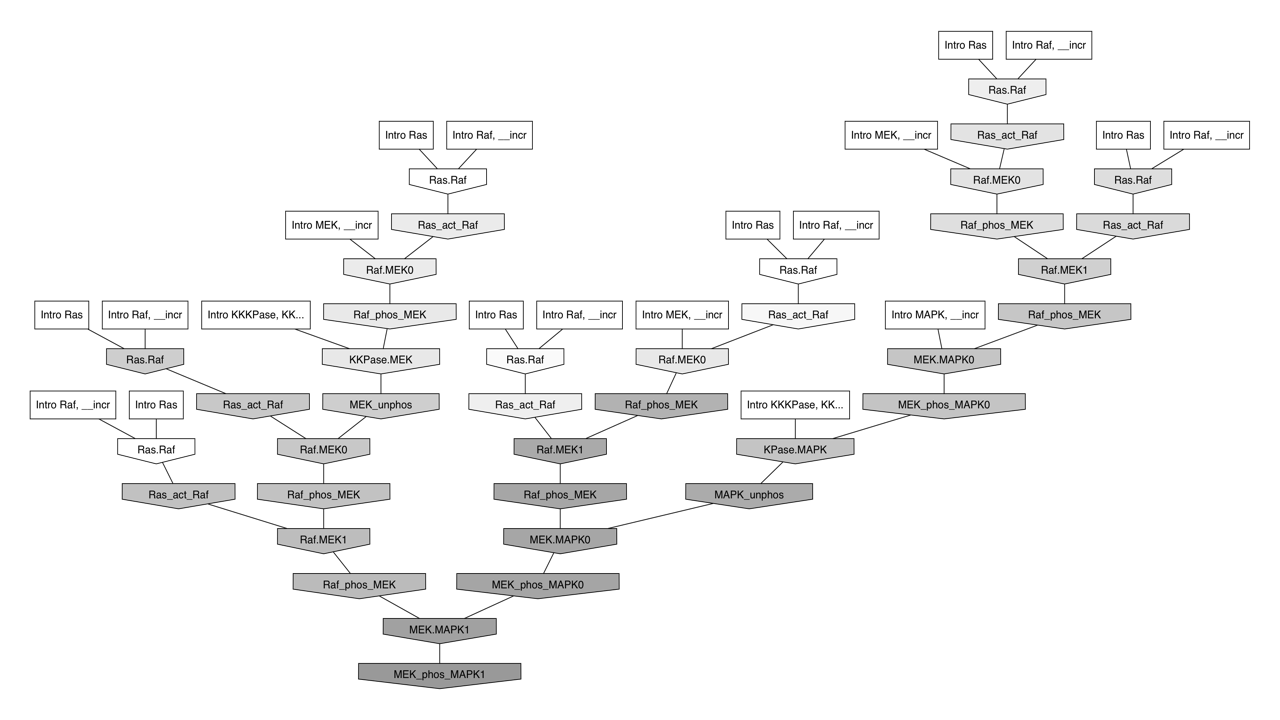 Intro Ras
Intro Raf, __incr
Ras.Raf
Intro Ras
Intro Raf, __incr
Intro MEK, __incr
Ras_act_Raf
Intro Ras
Intro Raf, __incr
Ras.Raf
Raf.MEK0
Ras.Raf
Intro MEK, __incr
Ras_act_Raf
Intro Ras
Intro Raf, __incr
Raf_phos_MEK
Ras_act_Raf
Raf.MEK0
Ras.Raf
Raf.MEK1
Intro Ras
Intro Raf, __incr
Intro KKKPase, KK...
Raf_phos_MEK
Intro Ras
Intro Raf, __incr
Intro MEK, __incr
Ras_act_Raf
Intro MAPK, __incr
Raf_phos_MEK
Ras.Raf
KKPase.MEK
Ras.Raf
Raf.MEK0
MEK.MAPK0
Intro Raf, __incr
Intro Ras
Ras_act_Raf
MEK_unphos
Ras_act_Raf
Raf_phos_MEK
Intro KKKPase, KK...
MEK_phos_MAPK0
Ras.Raf
Raf.MEK0
Raf.MEK1
KPase.MAPK
Ras_act_Raf
Raf_phos_MEK
Raf_phos_MEK
MAPK_unphos
Raf.MEK1
MEK.MAPK0
Raf_phos_MEK
MEK_phos_MAPK0
MEK.MAPK1
MEK_phos_MAPK1